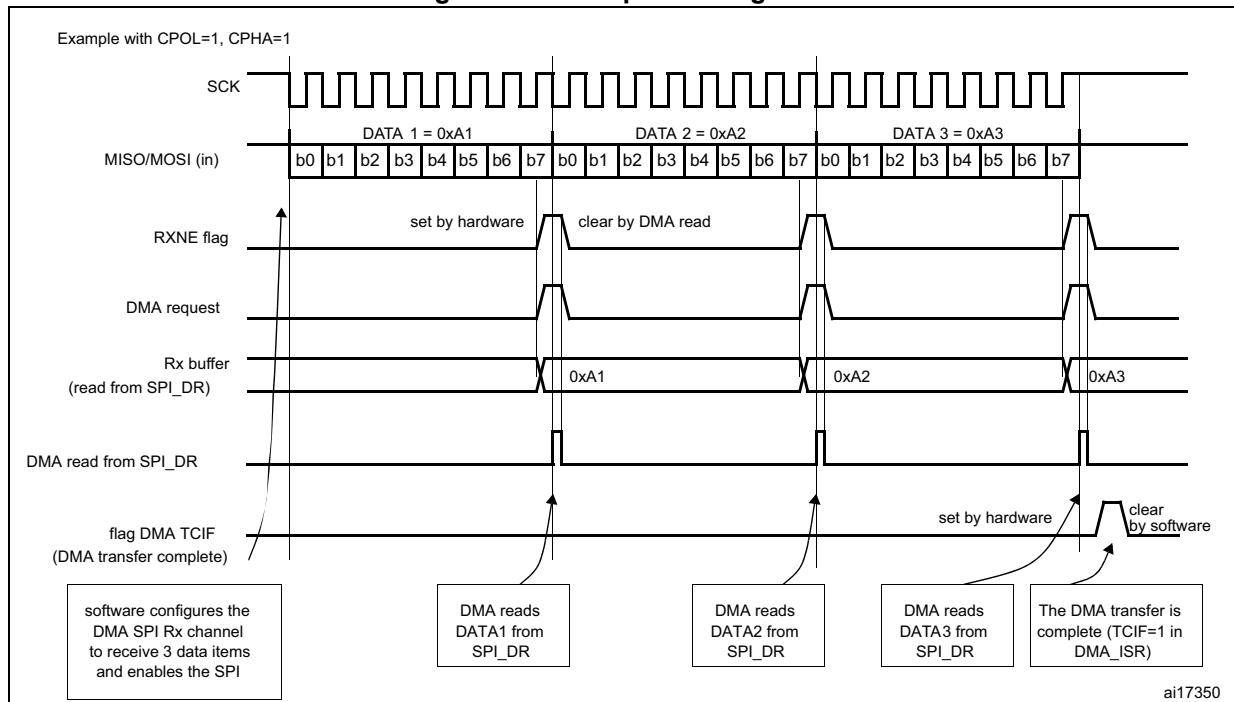 Example with CPOL=1, CPHA=1
SCK
DATA 1 = 0xA1 DATA 2 = 0xA2 DATA 3 = 0xA3
MISO/MOSI (in) b0 b1 b2 b3 b4 b5 b6 b7 b0 b1 b2 b3 b4 b5 b6 b7 b0 b1 b2 b3 b4 b5 b6 b7
set by hardware clear by DMA read
RXNE flag
DMA request
Rx buffer
(read from SPI_DR) 0xA1 0xA2 0xA3
DMA read from SPI_DR
flag DMA TCIF
(DMA transfer complete)
set by hardware
clear
by software
software configures the
DMA SPI Rx channel
to receive 3 data items
and enables the SPI
DMA reads
DATA1 from
SPI_DR
DMA reads
DATA2 from
SPI_DR
DMA reads
DATA3 from
SPI_DR
The DMA transfer is
complete (TCIF=1 in
DMA_ISR)
ai17350